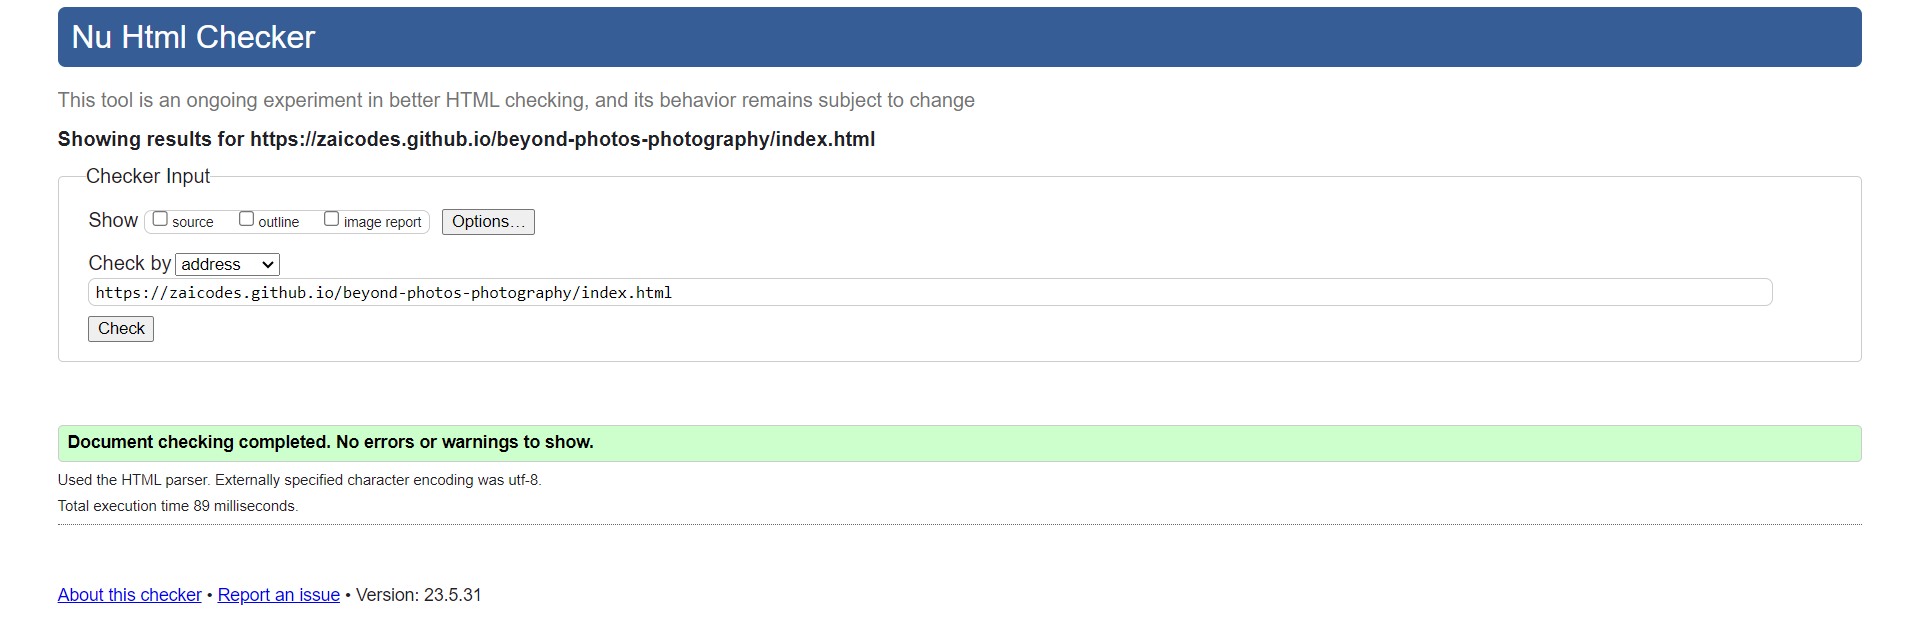 Nu Html Checker
This tool is an ongoing experiment in better HTML checking, and its behavior remains subject to change
Showing results for https://zaicodes.github.io/beyond-photos-photography/index.html
Checker Input
Show source outline image report Options...
Check by address
https://zaicodes.github.io/beyond-photos-photography/index.html
Check
Document checking completed. No errors or warnings to show.
Used the HTML parser. Externally specified character encoding was utf-8.
Total execution time 89 milliseconds.
About this checker • Report an issue • Version: 23.5.31